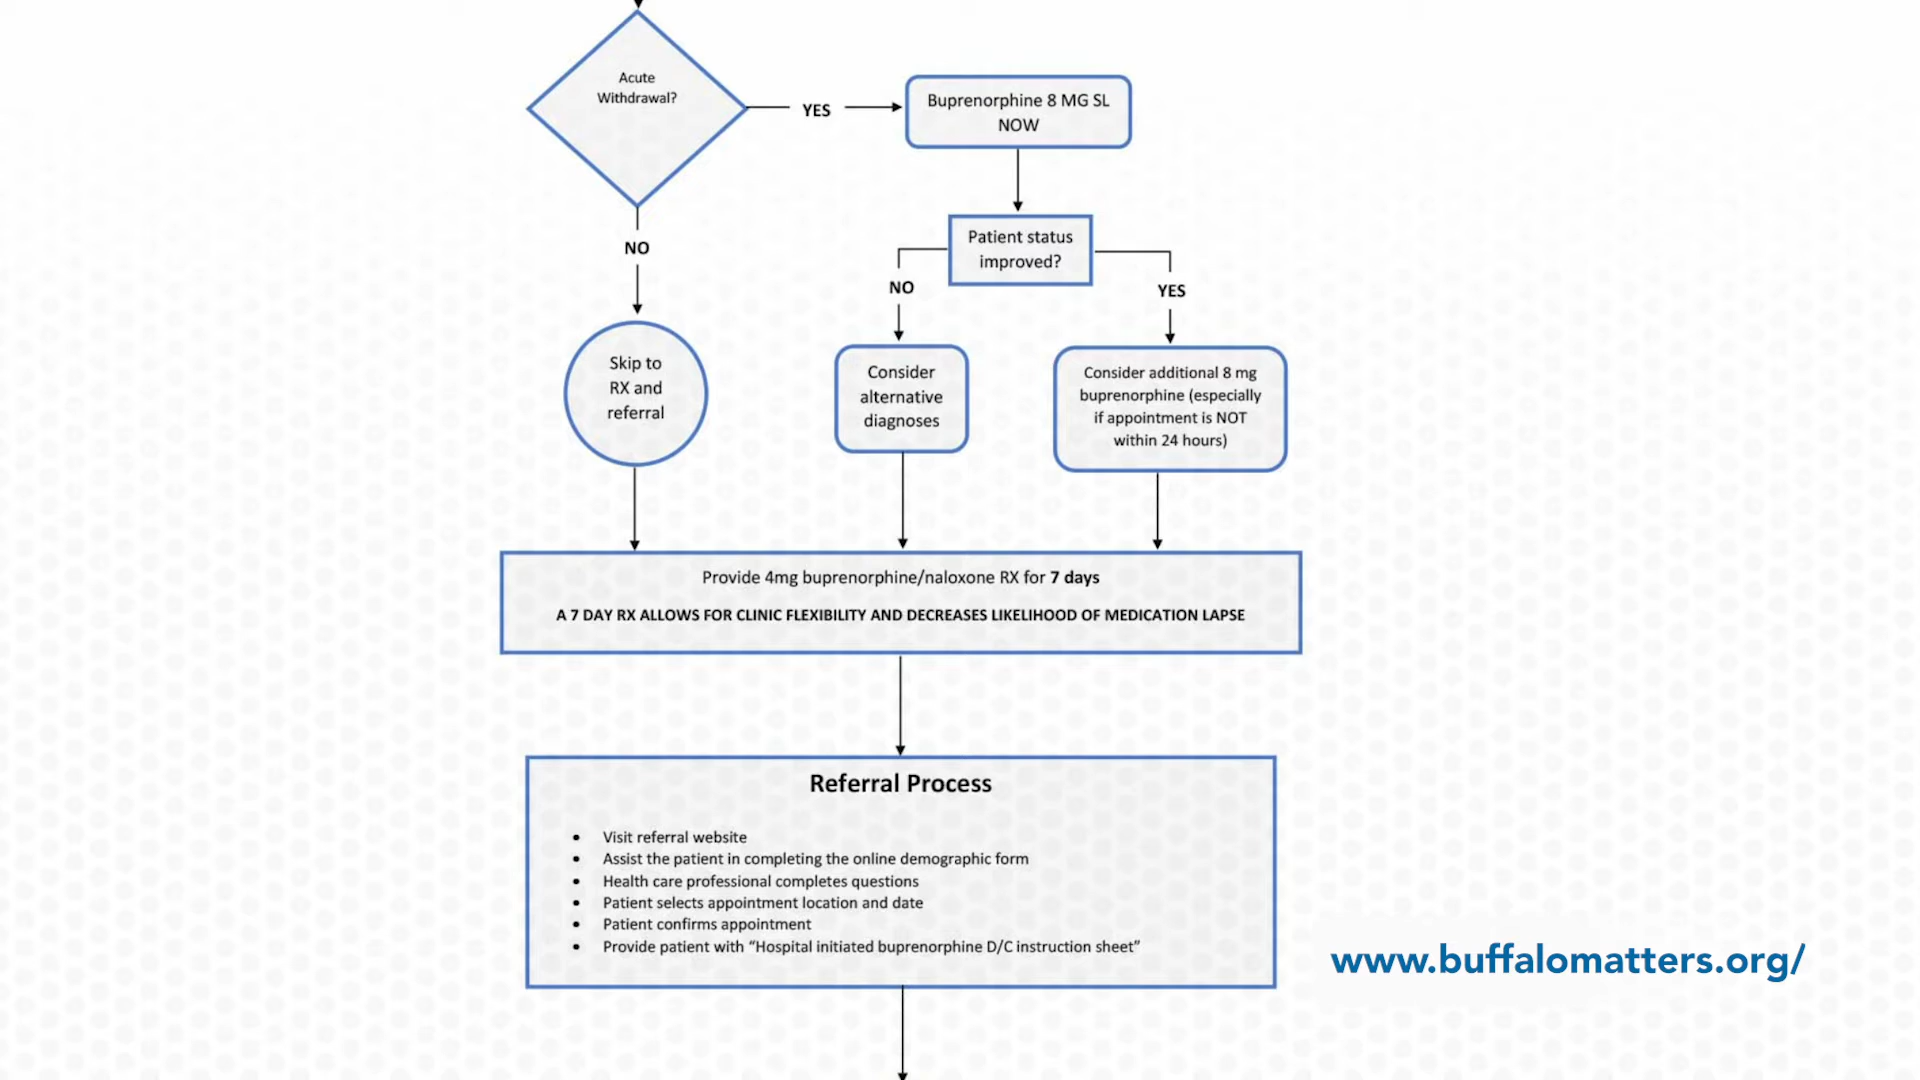 Acute
Withdrawal?
YES
Buprenorphine 8 MG SL
NOW
NO
Patient status
improved?
NO
YES
Skip to
RX and
referral
Consider
alternative
diagnoses
Consider additional 8 mg
buprenorphine (especially
if appointment is NOT
within 24 hours)
Provide 4mg buprenorphine/naloxone RX for 7 days
A 7 DAY RX ALLOWS FOR CLINIC FLEXIBILITY AND DECREASES LIKELIHOOD OF MEDICATION LAPSE
Referral Process
• Visit referral website
• Assist the patient in completing the online demographic form
• Health care professional completes questions
• Patient selects appointment location and date
• Patient confirms appointment
• Provide patient with “Hospital initiated buprenorphine D/C instruction sheet”
www.buffalomatters.org/